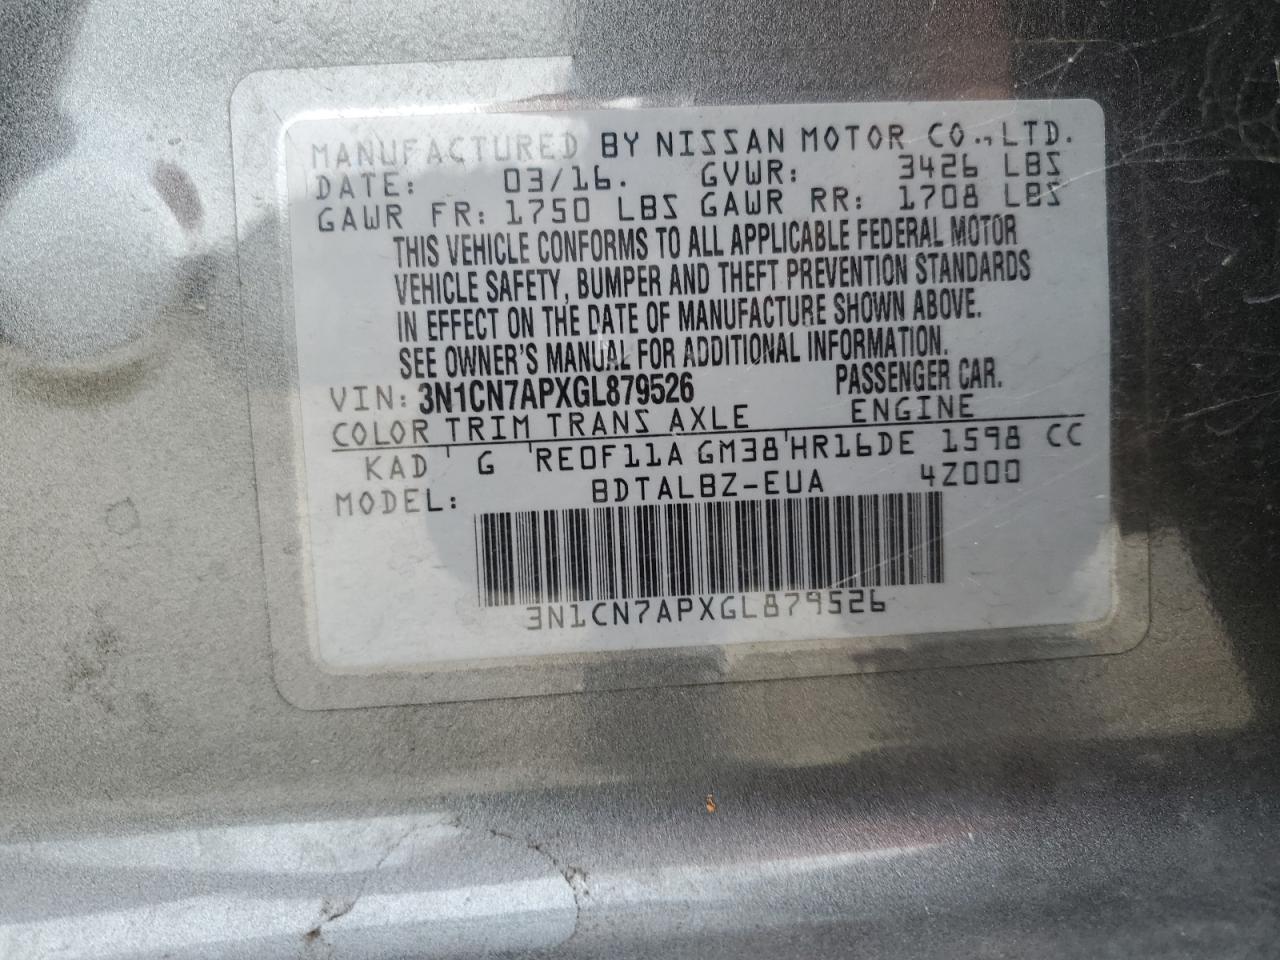 MANUFACTURED BY NISSAN MOTOR CO., LTD.
DATE: 03/16. GVWR: 3426 LBS
GAWR FR: 1750 LBS GAWR RR: 1708 LBS
THIS VEHICLE CONFORMS TO ALL APPLICABLE FEDERAL MOTOR
VEHICLE SAFETY, BUMPER AND THEFT PREVENTION STANDARDS
IN EFFECT ON THE DATE OF MANUFACTURE SHOWN ABOVE.
SEE OWNER'S MANUAL FOR ADDITIONAL INFORMATION.
VIN: 3N1CN7APXGL879526 PASSENGER CAR.
COLOR TRIM TRANS AXLE ENGINE
KAD G RE0F11A GM38 HR16DE 1598 CC
MODEL: BDTALBZ-EUA 4Z000
3N1CN7APXGL879526